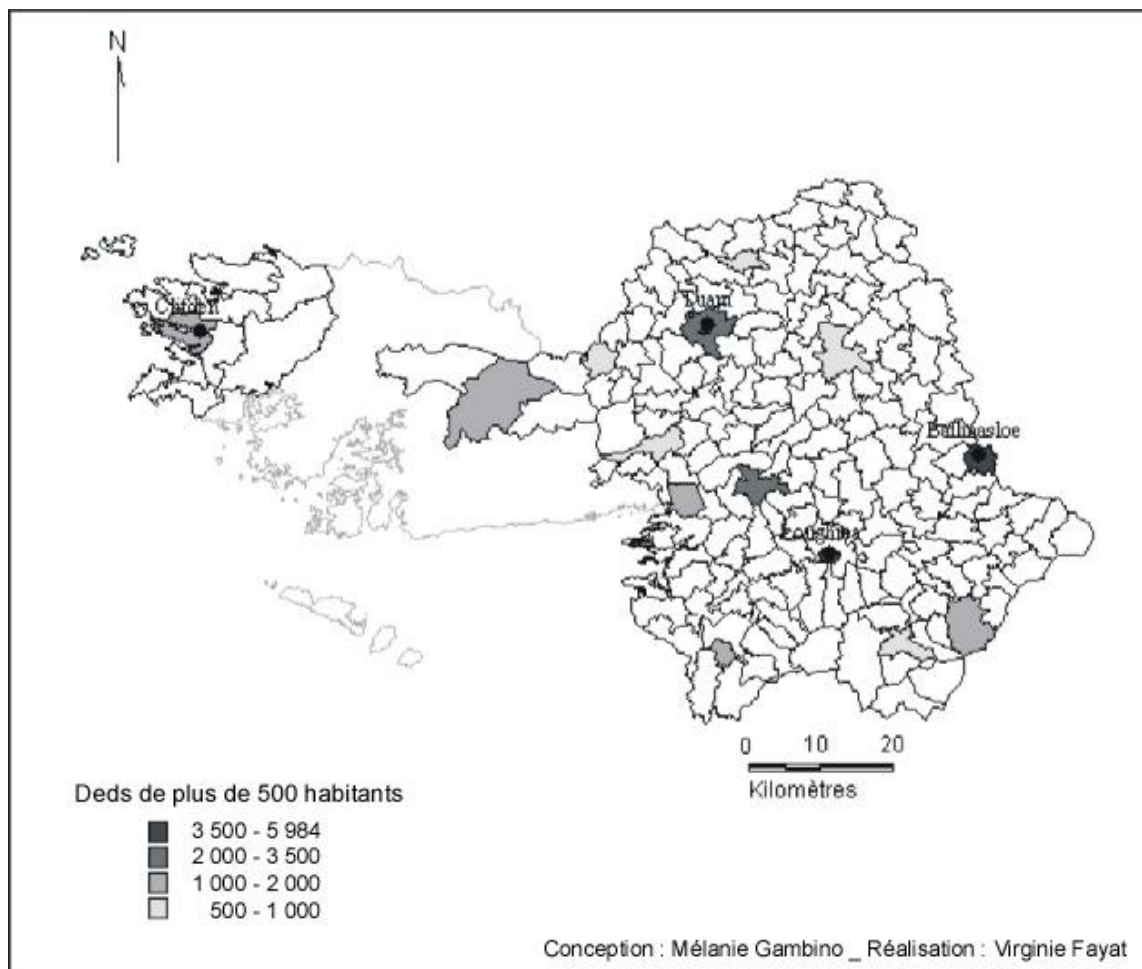 N
Tuam
Ballinasloe
Loughrea
0 10 20
Kilomètres
Deds de plus de 500 habitants
3 500 - 5 984
2 000 - 3 500
1 000 - 2 000
500 - 1 000
Conception : Mélanie Gambino _ Réalisation : Virginie Fayat